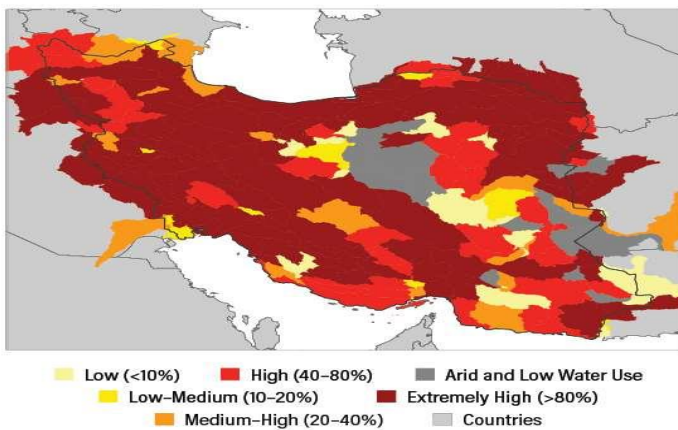 Low (<10%) High (40–80%) Arid and Low Water Use
Low–Medium (10–20%) Extremely High (>80%)
Medium–High (20–40%) Countries